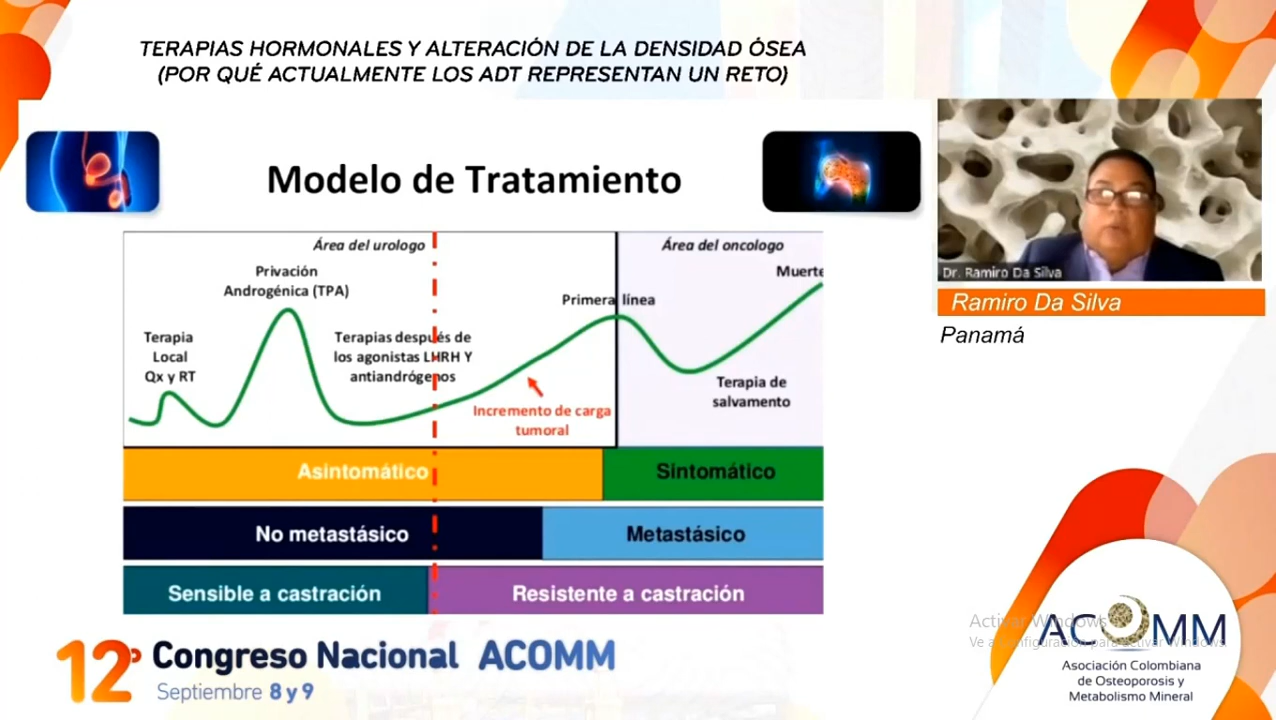 TERAPIAS HORMONALES Y ALTERACIÓN DE LA DENSIDAD ÓSEA
(POR QUÉ ACTUALMENTE LOS ADT REPRESENTAN UN RETO)
Modelo de Tratamiento
Área del urologo
Área del oncologo
Privación
Androgénica (TPA)
Muerte
Primera línea
Terapia
Local
Qx y RT
Terapias después de
los agonistas LHRH Y
antiandrógenos
Terapia de
salvamento
Incremento de carga
tumoral
Asintomático
Sintomático
No metastásico
Metastásico
Sensible a castración
Resistente a castración
Dr. Ramiro Da Silva
Ramiro Da Silva
Panamá
12º Congreso Nacional ACOMM
Septiembre 8 y 9
Activar Windows
Ve a Configuración para activar Windows.
ACOMM
Asociación Colombiana
de Osteoporosis y
Metabolismo Mineral